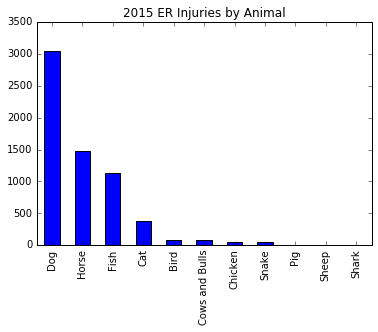 2015 ER Injuries by Animal
3500
3000
2500
2000
1500
1000
500
0
Dog
Horse
Fish
Cat
Bird
Cows and Bulls
Chicken
Snake
Pig
Sheep
Shark